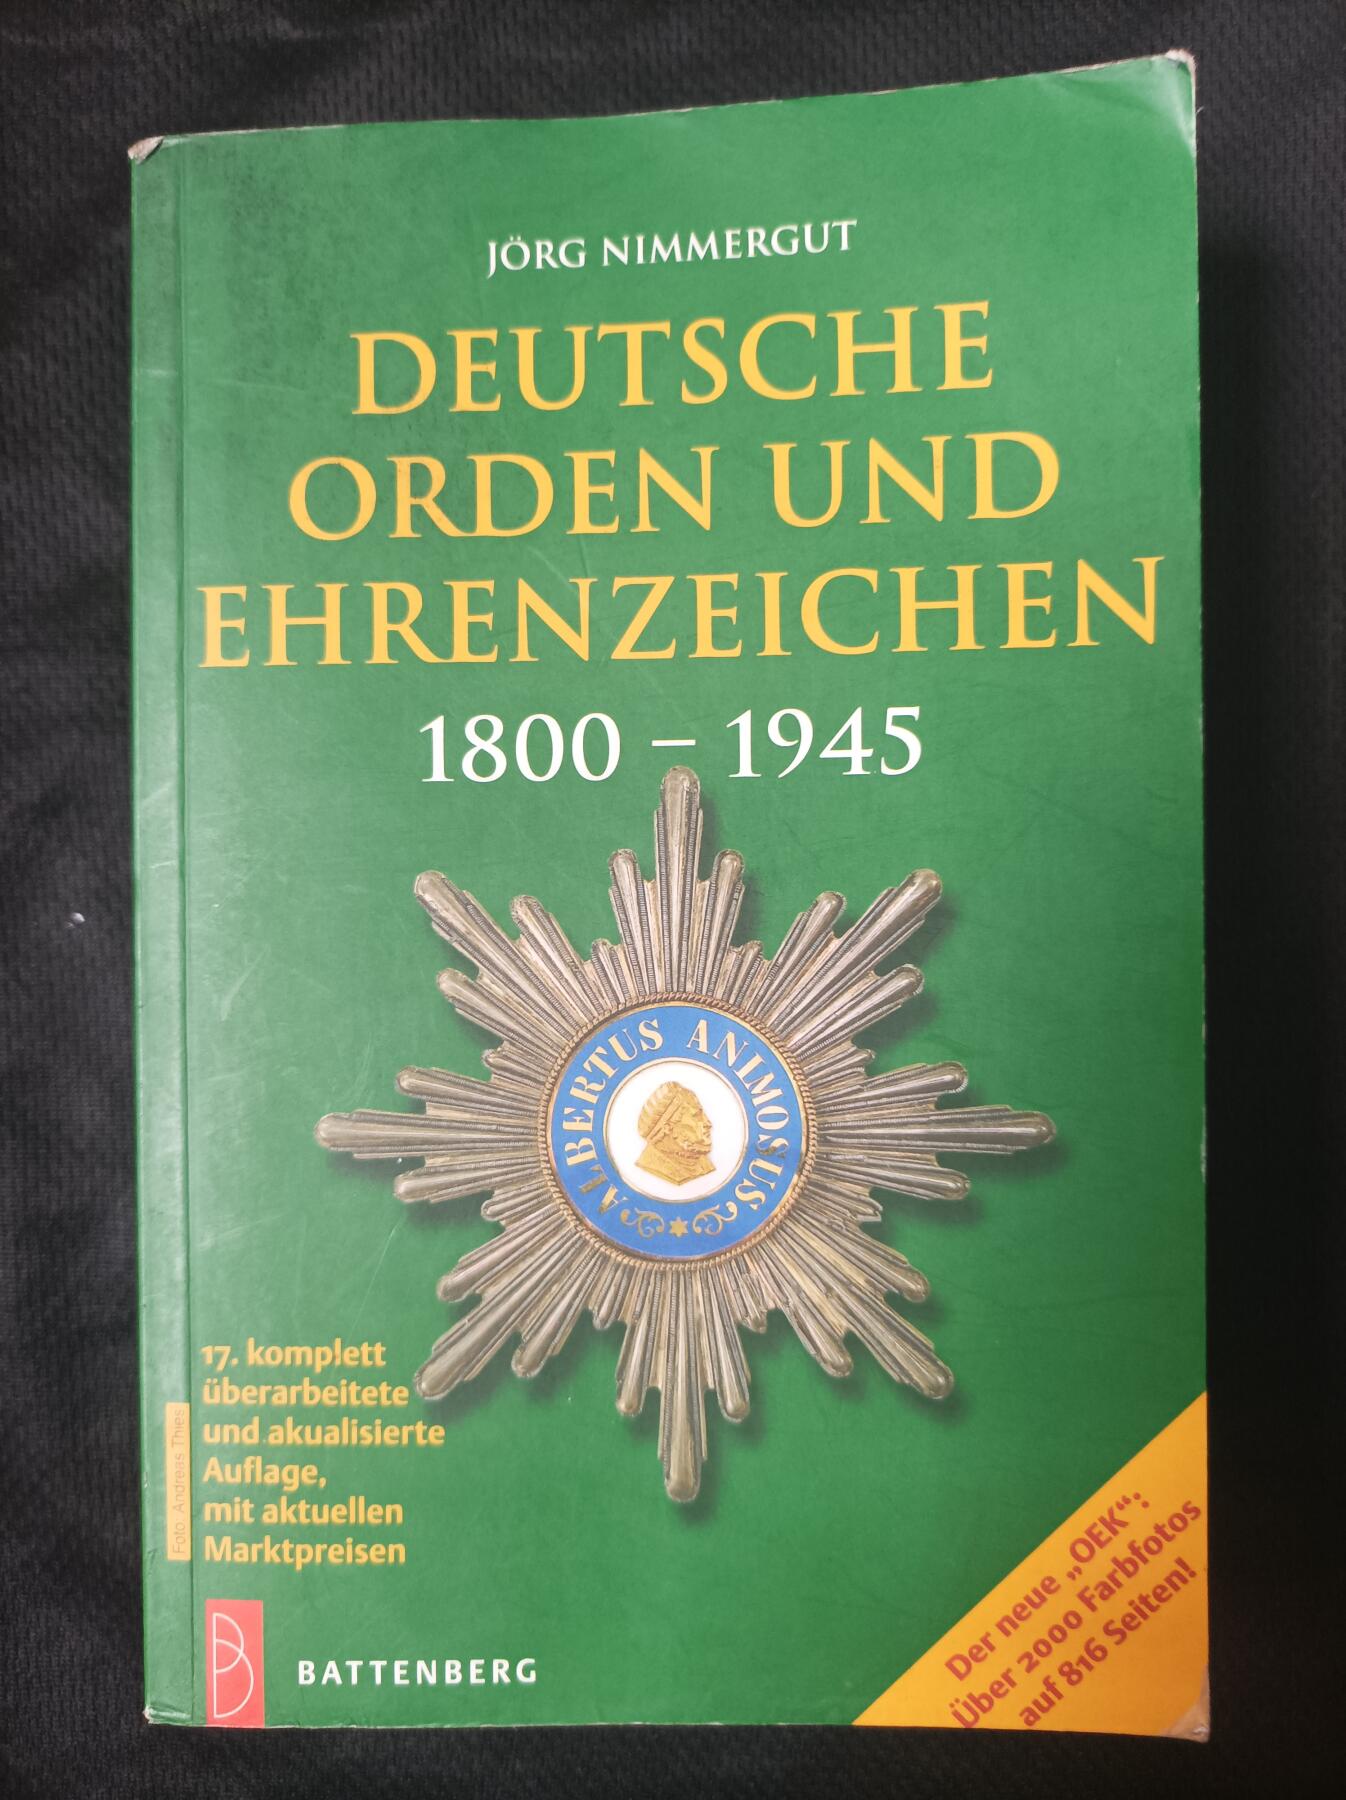 JÖRG NIMMERGUT
DEUTSCHE
ORDEN UND
EHRENZEICHEN
1800 – 1945
ALBERTUS ANIMOSUS
17. komplett
überarbeitete
und akualisierte
Auflage,
mit aktuellen
Marktpreisen
Foto: Andreas Thies
B
BATTENBERG
Der neue „OEK“:
Über 2000 Farbfotos
auf 816 Seiten!